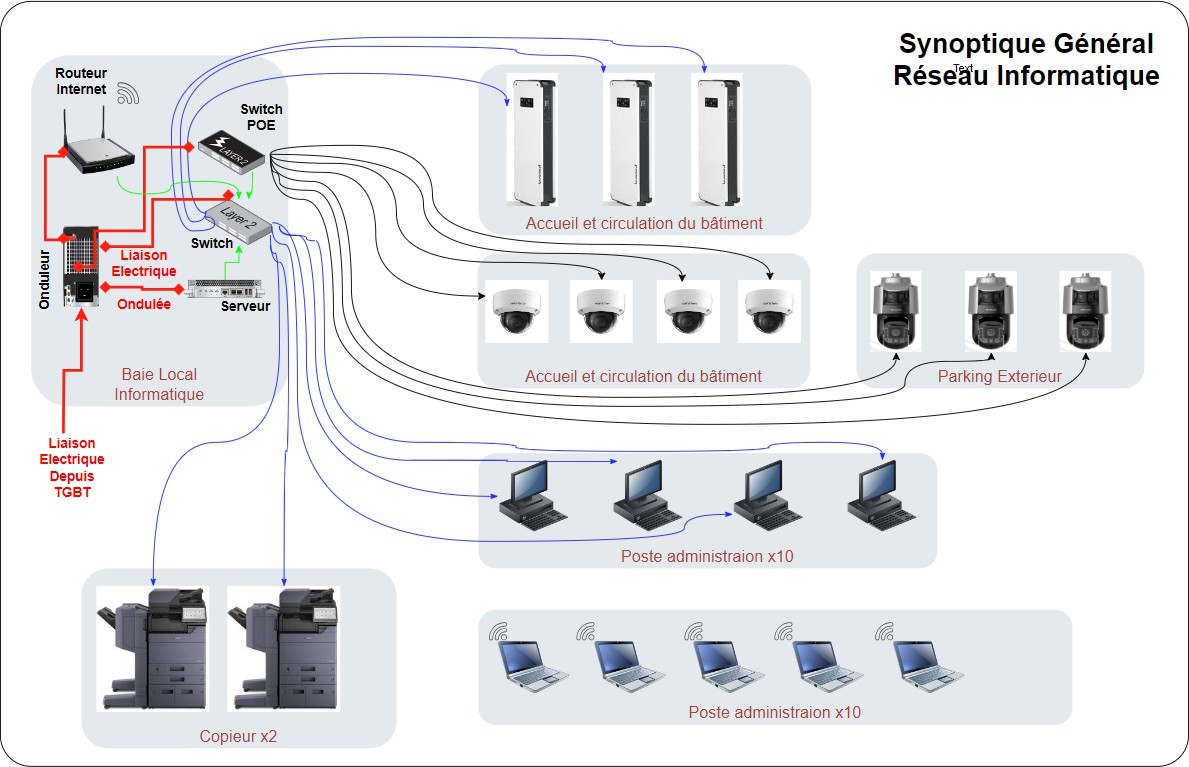 Synoptique Général
Réseau Informatique
Text
Routeur
Internet
Switch
POE
LAYER 2
Layer 2
Switch
Onduleur
Liaison
Electrique
Ondulée
Serveur
Baie Local
Informatique
Liaison
Electrique
Depuis
TGBT
Accueil et circulation du bâtiment
Accueil et circulation du bâtiment
Parking Exterieur
Poste administraion x10
Poste administraion x10
Copieur x2